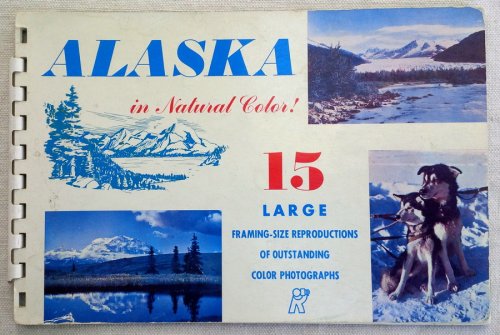 ALASKA
in Natural Color!
15
LARGE
FRAMING-SIZE REPRODUCTIONS
OF OUTSTANDING
COLOR PHOTOGRAPHS